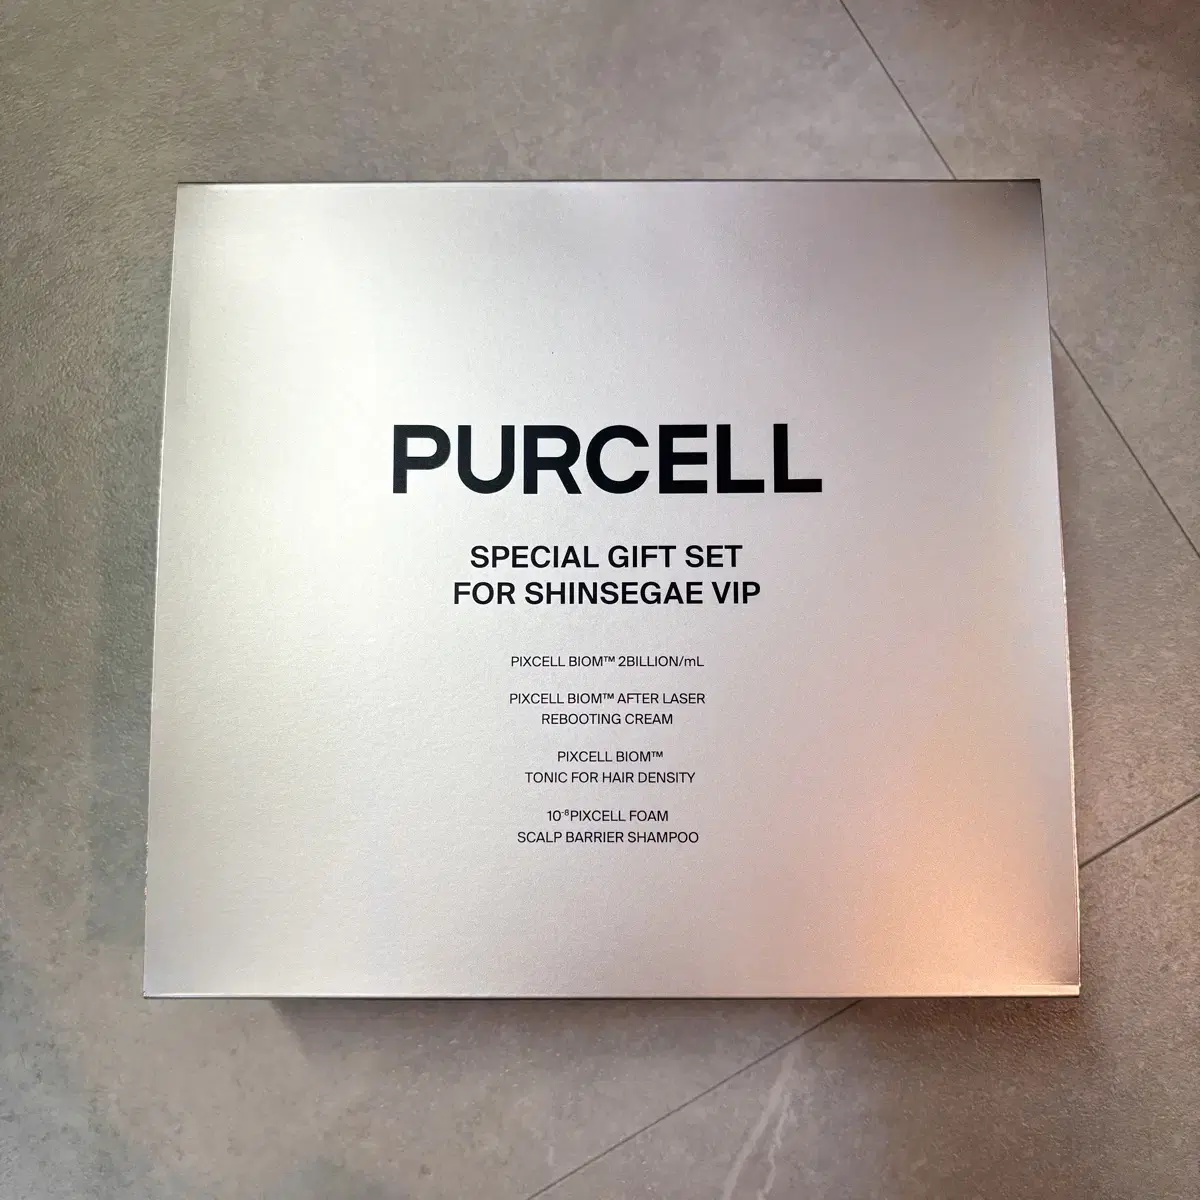 PURCELL
SPECIAL GIFT SET
FOR SHINSEGAE VIP
PIXCELL BIOM™ 2BILLION/mL
PIXCELL BIOM™ AFTER LASER
REBOOTING CREAM
PIXCELL BIOM™
TONIC FOR HAIR DENSITY
10⁻⁶PIXCELL FOAM
SCALP BARRIER SHAMPOO